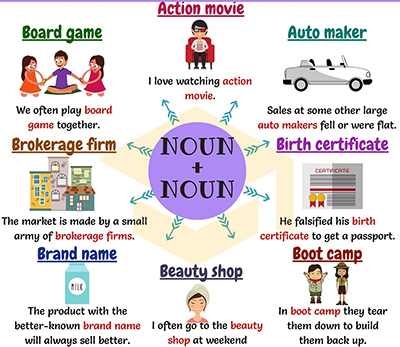 Action movie
I love watching action
movie.
Board game
We often play board
game together.
Auto maker
Sales at some other large
auto makers fell or were flat.
NOUN
+
NOUN
Brokerage firm
The market is made by a small
army of brokerage firms.
Birth certificate
CERTIFICATE
He falsified his birth
certificate to get a passport.
Brand name
MILK
The product with the
better-known brand name
will always sell better.
Beauty shop
I often go to the beauty
shop at weekend
Boot camp
In boot camp they tear
them down to build
them back up.